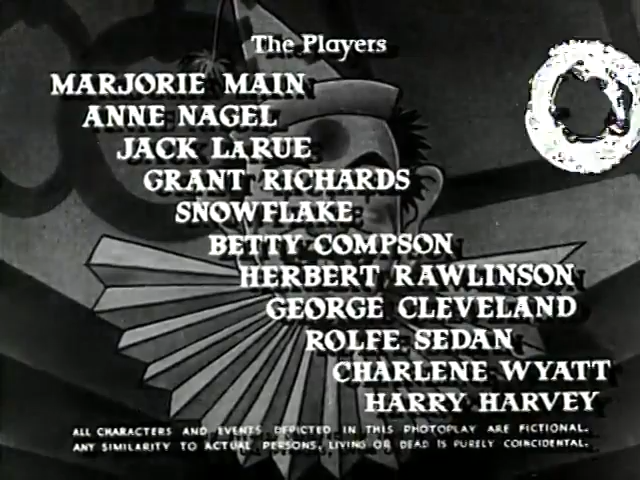 The Players
MARJORIE MAIN
ANNE NAGEL
JACK LaRUE
GRANT RICHARDS
SNOWFLAKE
BETTY COMPSON
HERBERT RAWLINSON
GEORGE CLEVELAND
ROLFE SEDAN
CHARLENE WYATT
HARRY HARVEY
ALL CHARACTERS AND EVENTS DEPICTED IN THIS PHOTOPLAY ARE FICTIONAL.
ANY SIMILARITY TO ACTUAL PERSONS, LIVING OR DEAD IS PURELY COINCIDENTAL.